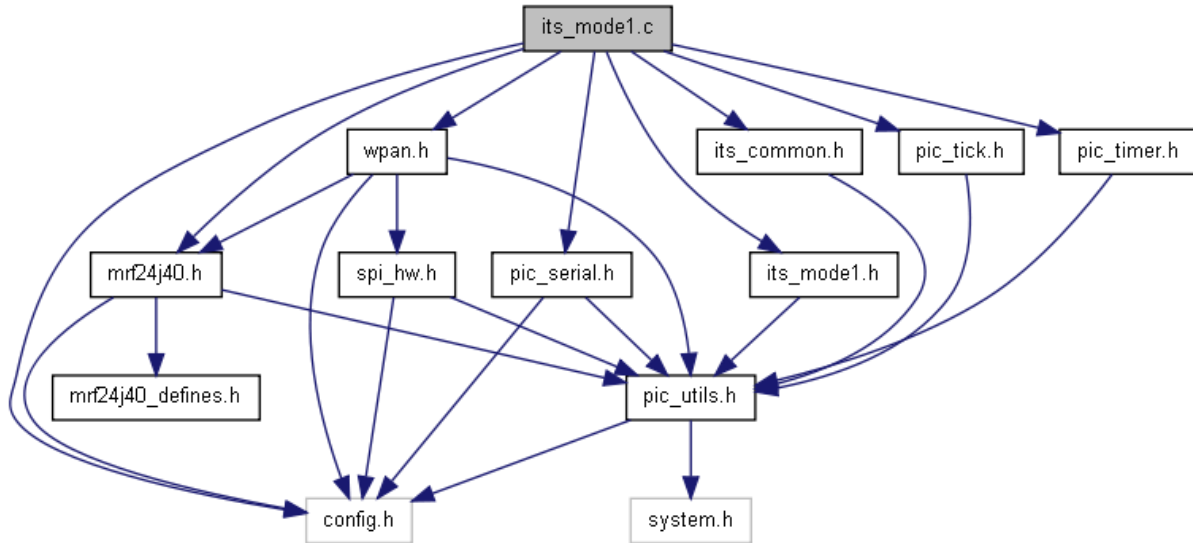 its_mode1.c
wpan.h
its_common.h
pic_tick.h
pic_timer.h
mrf24j40.h
spi_hw.h
pic_serial.h
its_mode1.h
mrf24j40_defines.h
pic_utils.h
config.h
system.h